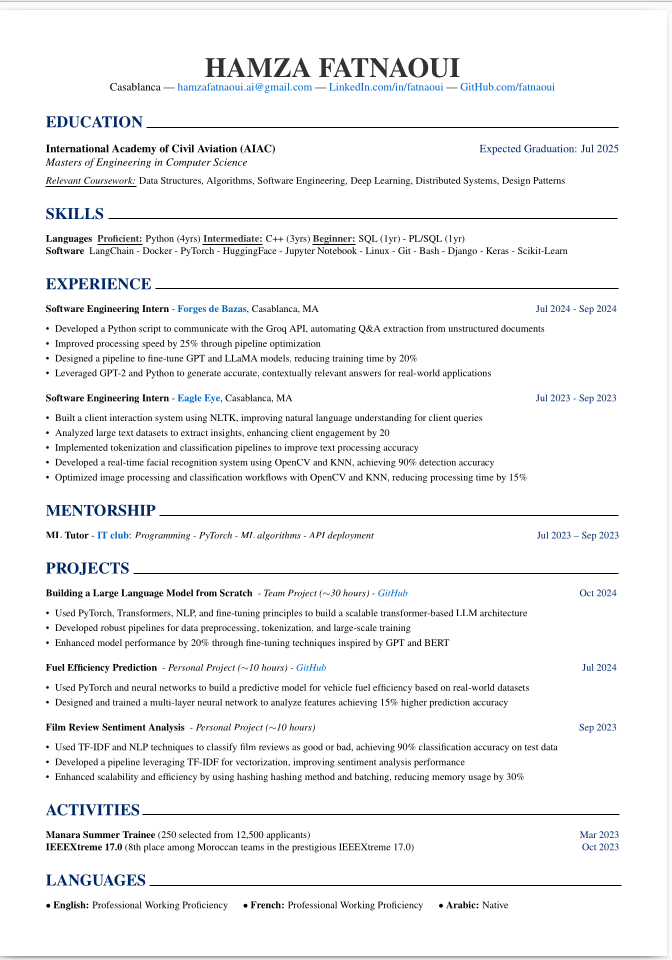 HAMZA FATNAOUI
Casablanca — hamzafatnaoui.ai@gmail.com — LinkedIn.com/in/fatnaoui — GitHub.com/fatnaoui
EDUCATION
International Academy of Civil Aviation (AIAC) Expected Graduation: Jul 2025
Masters of Engineering in Computer Science
Relevant Coursework: Data Structures, Algorithms, Software Engineering, Deep Learning, Distributed Systems, Design Patterns
SKILLS
Languages Proficient: Python (4yrs) Intermediate: C++ (3yrs) Beginner: SQL (1yr) - PL/SQL (1yr)
Software LangChain - Docker - PyTorch - HuggingFace - Jupyter Notebook - Linux - Git - Bash - Django - Keras - Scikit-Learn
EXPERIENCE
Software Engineering Intern - Forges de Bazas, Casablanca, MA Jul 2024 - Sep 2024
• Developed a Python script to communicate with the Groq API, automating Q&A extraction from unstructured documents
• Improved processing speed by 25% through pipeline optimization
• Designed a pipeline to fine-tune GPT and LLaMA models, reducing training time by 20%
• Leveraged GPT-2 and Python to generate accurate, contextually relevant answers for real-world applications
Software Engineering Intern - Eagle Eye, Casablanca, MA Jul 2023 - Sep 2023
• Built a client interaction system using NLTK, improving natural language understanding for client queries
• Analyzed large text datasets to extract insights, enhancing client engagement by 20
• Implemented tokenization and classification pipelines to improve text processing accuracy
• Developed a real-time facial recognition system using OpenCV and KNN, achieving 90% detection accuracy
• Optimized image processing and classification workflows with OpenCV and KNN, reducing processing time by 15%
MENTORSHIP
ML Tutor - IT club: Programming - PyTorch - ML algorithms - API deployment Jul 2023 – Sep 2023
PROJECTS
Building a Large Language Model from Scratch - Team Project (∼30 hours) - GitHub Oct 2024
• Used PyTorch, Transformers, NLP, and fine-tuning principles to build a scalable transformer-based LLM architecture
• Developed robust pipelines for data preprocessing, tokenization, and large-scale training
• Enhanced model performance by 20% through fine-tuning techniques inspired by GPT and BERT
Fuel Efficiency Prediction - Personal Project (∼10 hours) - GitHub Jul 2024
• Used PyTorch and neural networks to build a predictive model for vehicle fuel efficiency based on real-world datasets
• Designed and trained a multi-layer neural network to analyze features achieving 15% higher prediction accuracy
Film Review Sentiment Analysis - Personal Project (∼10 hours) Sep 2023
• Used TF-IDF and NLP techniques to classify film reviews as good or bad, achieving 90% classification accuracy on test data
• Developed a pipeline leveraging TF-IDF for vectorization, improving sentiment analysis performance
• Enhanced scalability and efficiency by using hashing hashing method and batching, reducing memory usage by 30%
ACTIVITIES
Manara Summer Trainee (250 selected from 12,500 applicants) Mar 2023
IEEEXtreme 17.0 (8th place among Moroccan teams in the prestigious IEEEXtreme 17.0) Oct 2023
LANGUAGES
● English: Professional Working Proficiency ● French: Professional Working Proficiency ● Arabic: Native